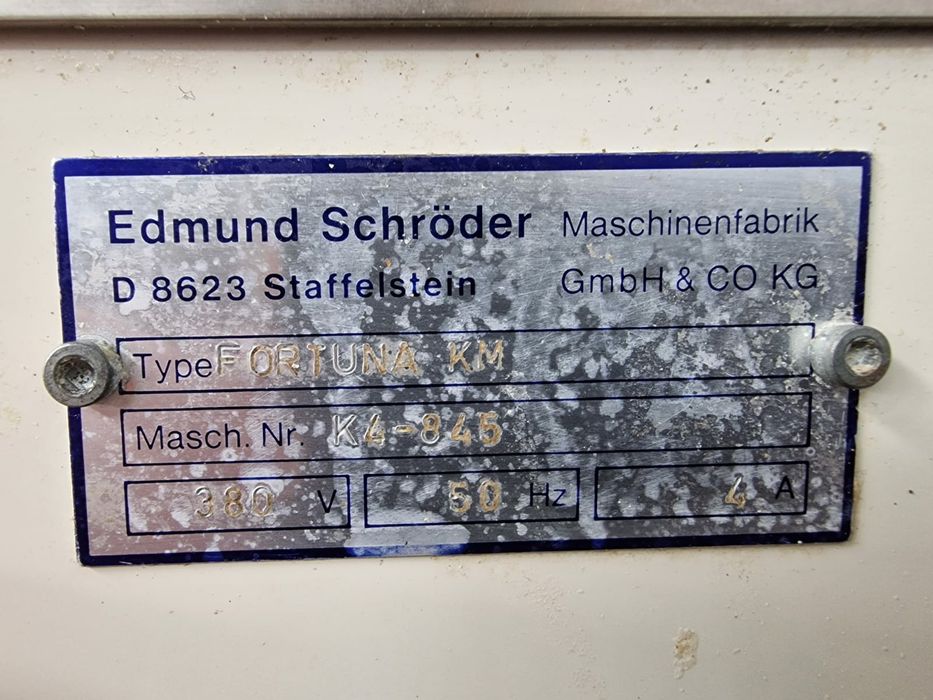 Edmund Schröder Maschinenfabrik
D 8623 Staffelstein GmbH & CO KG
Type FORTUNA KM
Masch. Nr. K4-845
380 V 50 Hz 4 A